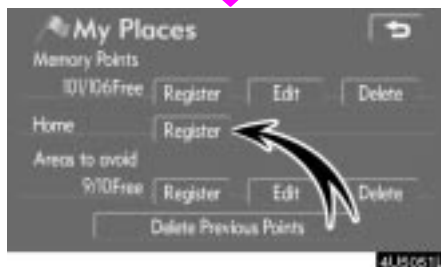 My Places
Memory Points
101/106Free Register Edit Delete
Home Register
Areas to avoid
9/10Free Register Edit Delete
Delete Previous Points
4U5051L